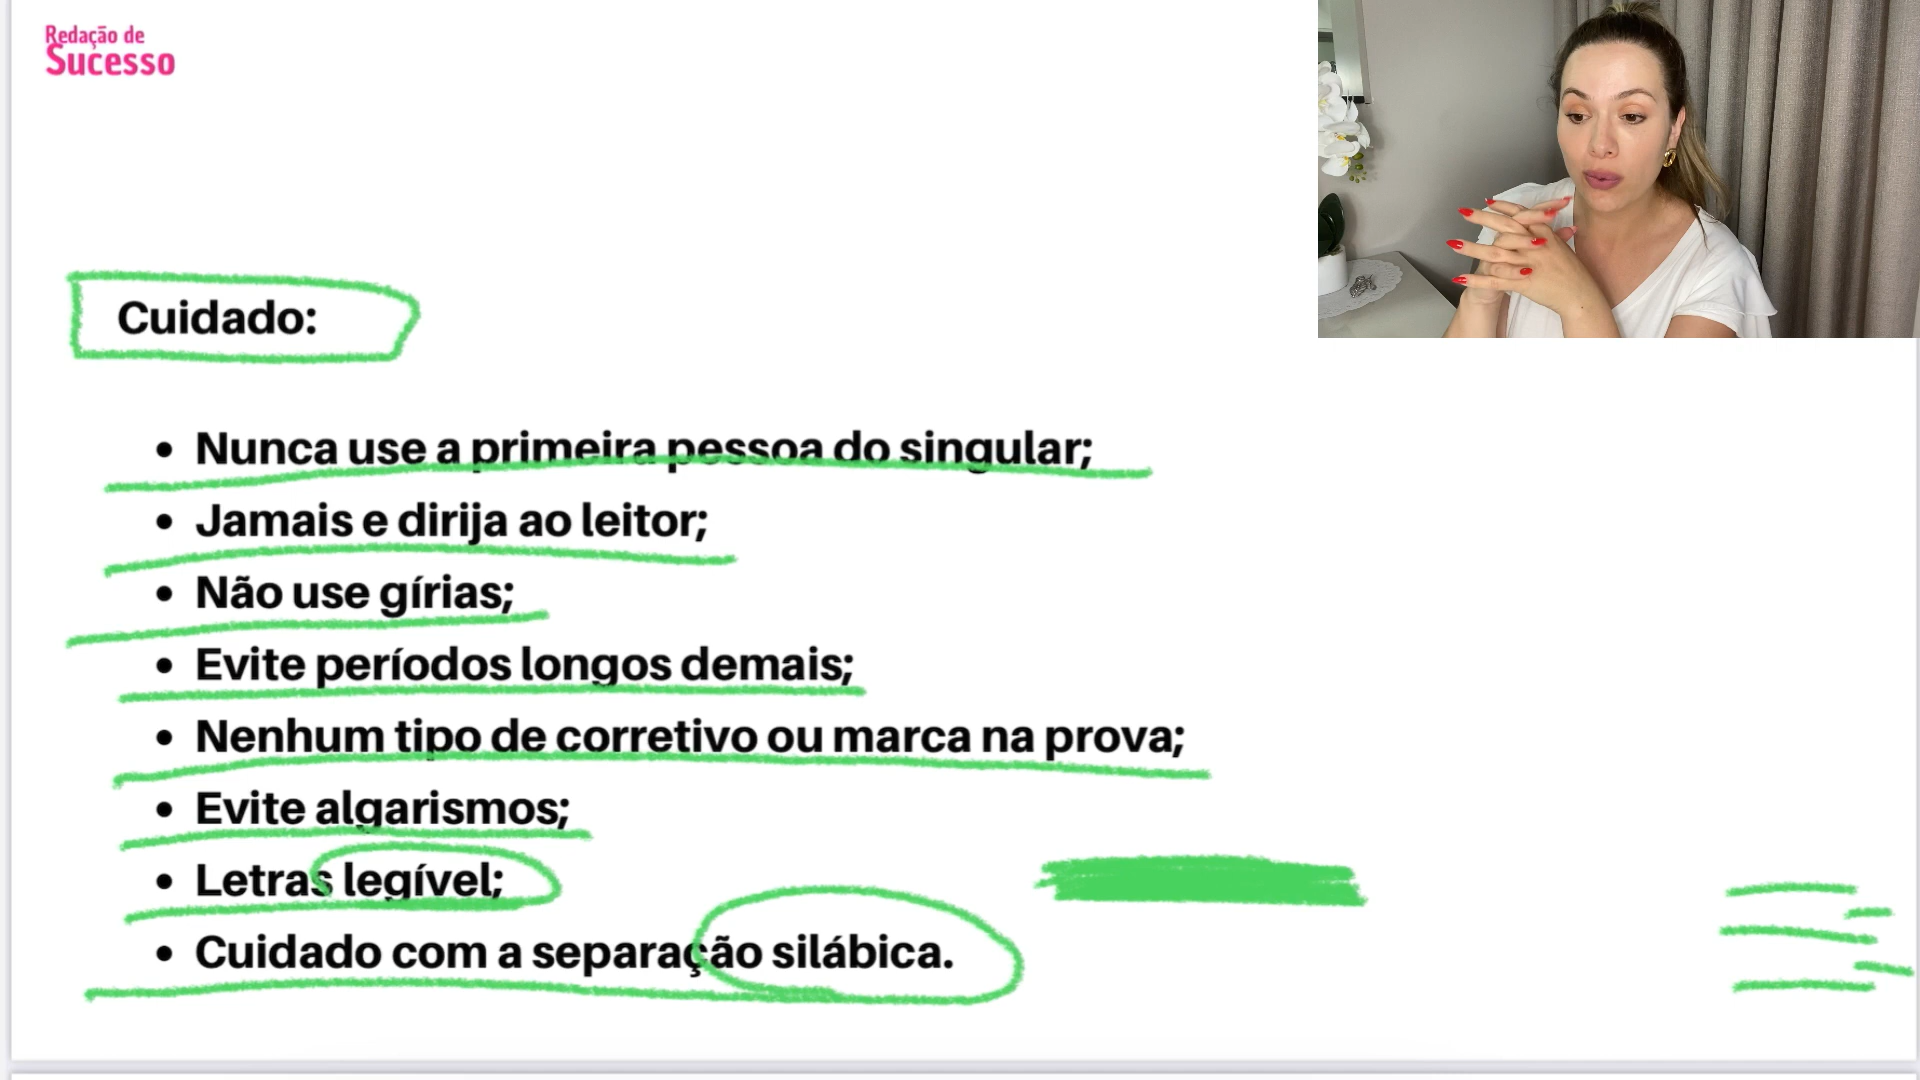 Redação de
Sucesso
Cuidado:
• Nunca use a primeira pessoa do singular;
• Jamais e dirija ao leitor;
• Não use gírias;
• Evite períodos longos demais;
• Nenhum tipo de corretivo ou marca na prova;
• Evite algarismos;
• Letras legível;
• Cuidado com a separação silábica.